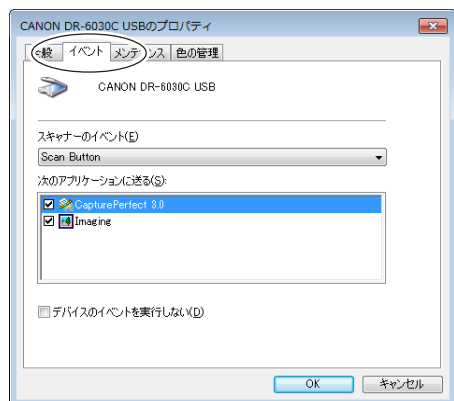 CANON DR-6030C USBのプロパティ
全般 イベント メンテナンス 色の管理
CANON DR-6030C USB
スキャナーのイベント(E)
Scan Button
次のアプリケーションに送る(S):
CapturePerfect 3.0
Imaging
デバイスのイベントを実行しない(D)
OK キャンセル